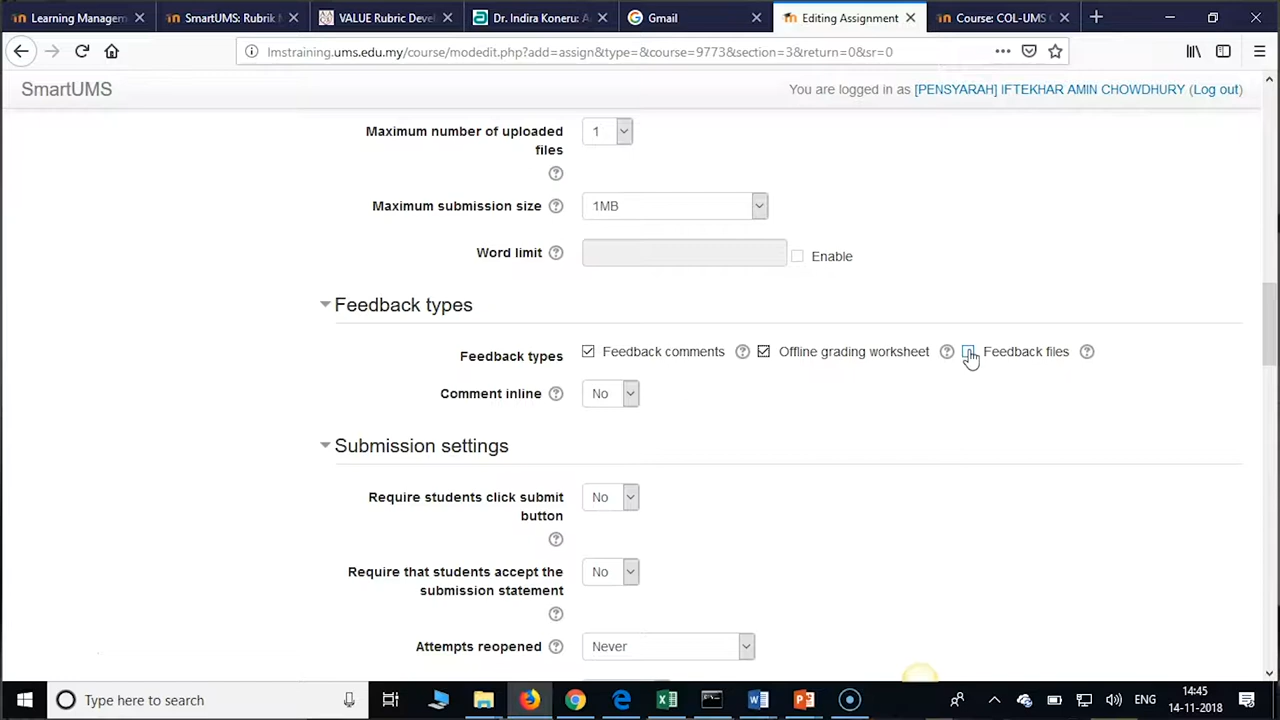 Learning Managem
SmartUMS: Rubrik M
VALUE Rubric Devel
Dr. Indira Koneru: As
Gmail
Editing Assignment
Course: COL-UMS C
lmstraining.ums.edu.my/course/modedit.php?add=assign&type=&course=9773&section=3&return=0&sr=0
SmartUMS
You are logged in as [PENSYARAH] IFTEKHAR AMIN CHOWDHURY (Log out)
Maximum number of uploaded
files
1
Maximum submission size
1MB
Word limit
Enable
Feedback types
Feedback types
Feedback comments
Offline grading worksheet
Feedback files
Comment inline
No
Submission settings
Require students click submit
button
No
Require that students accept the
submission statement
No
Attempts reopened
Never
Type here to search
ENG
14:45
14-11-2018